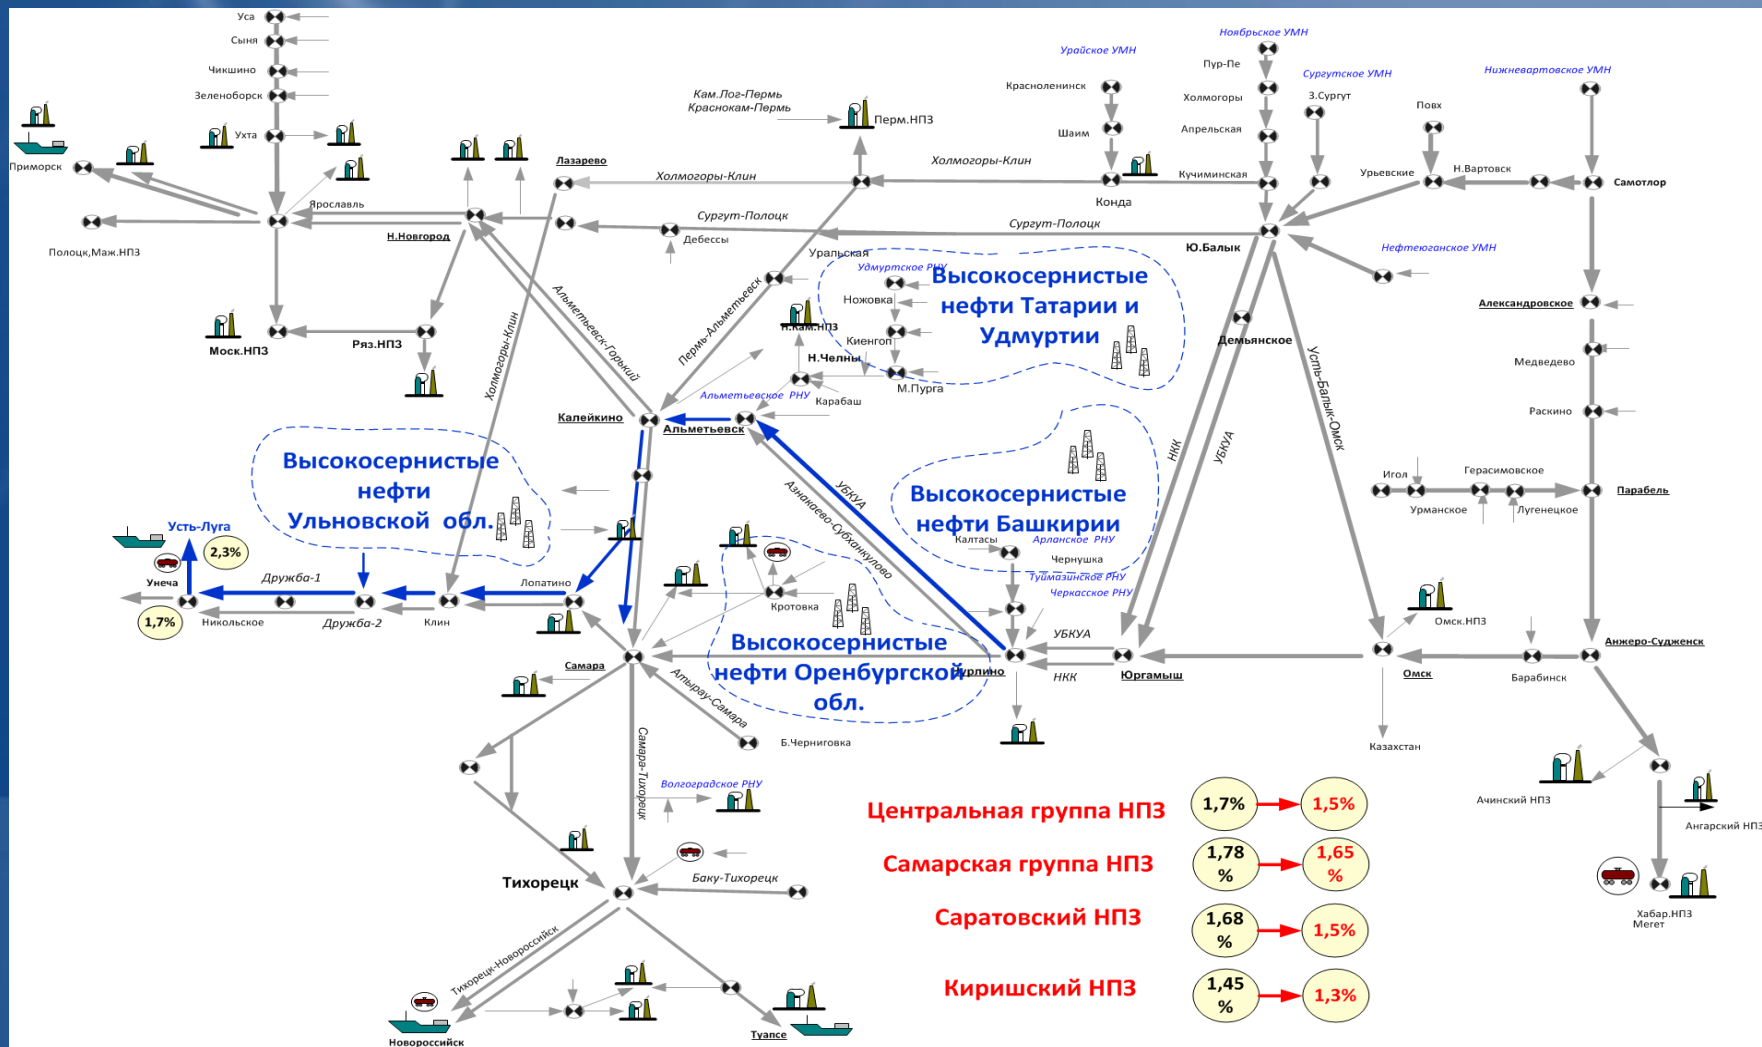 Уса
Сыня
Чикшино
Зеленоборск
Ухта
Приморск
Ярославль
Полоцк,Маж.НПЗ
Н.Новгород
Моск.НПЗ
Ряз.НПЗ
Лазарево
Кам.Лог-Пермь
Краснокам-Пермь
Перм.НПЗ
Холмогоры-Клин
Холмогоры-Клин
Сургут-Полоцк
Сургут-Полоцк
Дебессы
Уральская
Урайское УМН
Красноленинск
Шаим
Конда
Ноябрьское УМН
Пур-Пе
Холмогоры
Апрельская
Кучиминская
Ю.Балык
Сургутское УМН
З.Сургут
Нижневартовское УМН
Повх
Урьевские
Н.Вартовск
Самотлор
Нефтеюганское УМН
Александровское
Медведево
Раскино
Игол
Герасимовское
Урманское
Лугенецкое
Парабель
Анжеро-Судженск
Барабинск
Омск
Омск.НПЗ
Казахстан
Ачинский НПЗ
Ангарский НПЗ
Хабар.НПЗ
Мегет
Демьянское
НКК
УБКУА
Усть-Балык-Омск
Удмуртское РНУ
Ножовка
Киенгоп
М.Пурга
Н.Кам.НПЗ
Н.Челны
Карабаш
Высокосернистые
нефти Татарии и
Удмуртии
Пермь-Альметьевск
Альметьевск-Горький
Холмогоры-Клин
Альметьевское РНУ
Калейкино
Альметьевск
УБКУА
Азнакаево-Субханкулово
Высокосернистые
нефти Башкирии
Арланское РНУ
Калтасы
Чернушка
Туймазинское РНУ
Черкасское РНУ
УБКУА
НКК
Юргамыш
Нурлино
Высокосернистые
нефти
Ульновской обл.
Усть-Луга
2,3%
Унеча
1,7%
Дружба-1
Никольское
Дружба-2
Клин
Лопатино
Кротовка
Высокосернистые
нефти Оренбургской
обл.
Самара
Атырау-Самара
Б.Черниговка
Самара-Тихорецк
Волгоградское РНУ
Тихорецк
Баку-Тихорецк
Тихорецк-Новороссийск
Новороссийск
Туапсе
Центральная группа НПЗ
1,7%
1,5%
Самарская группа НПЗ
1,78
%
1,65
%
Саратовский НПЗ
1,68
%
1,5%
Киришский НПЗ
1,45
%
1,3%